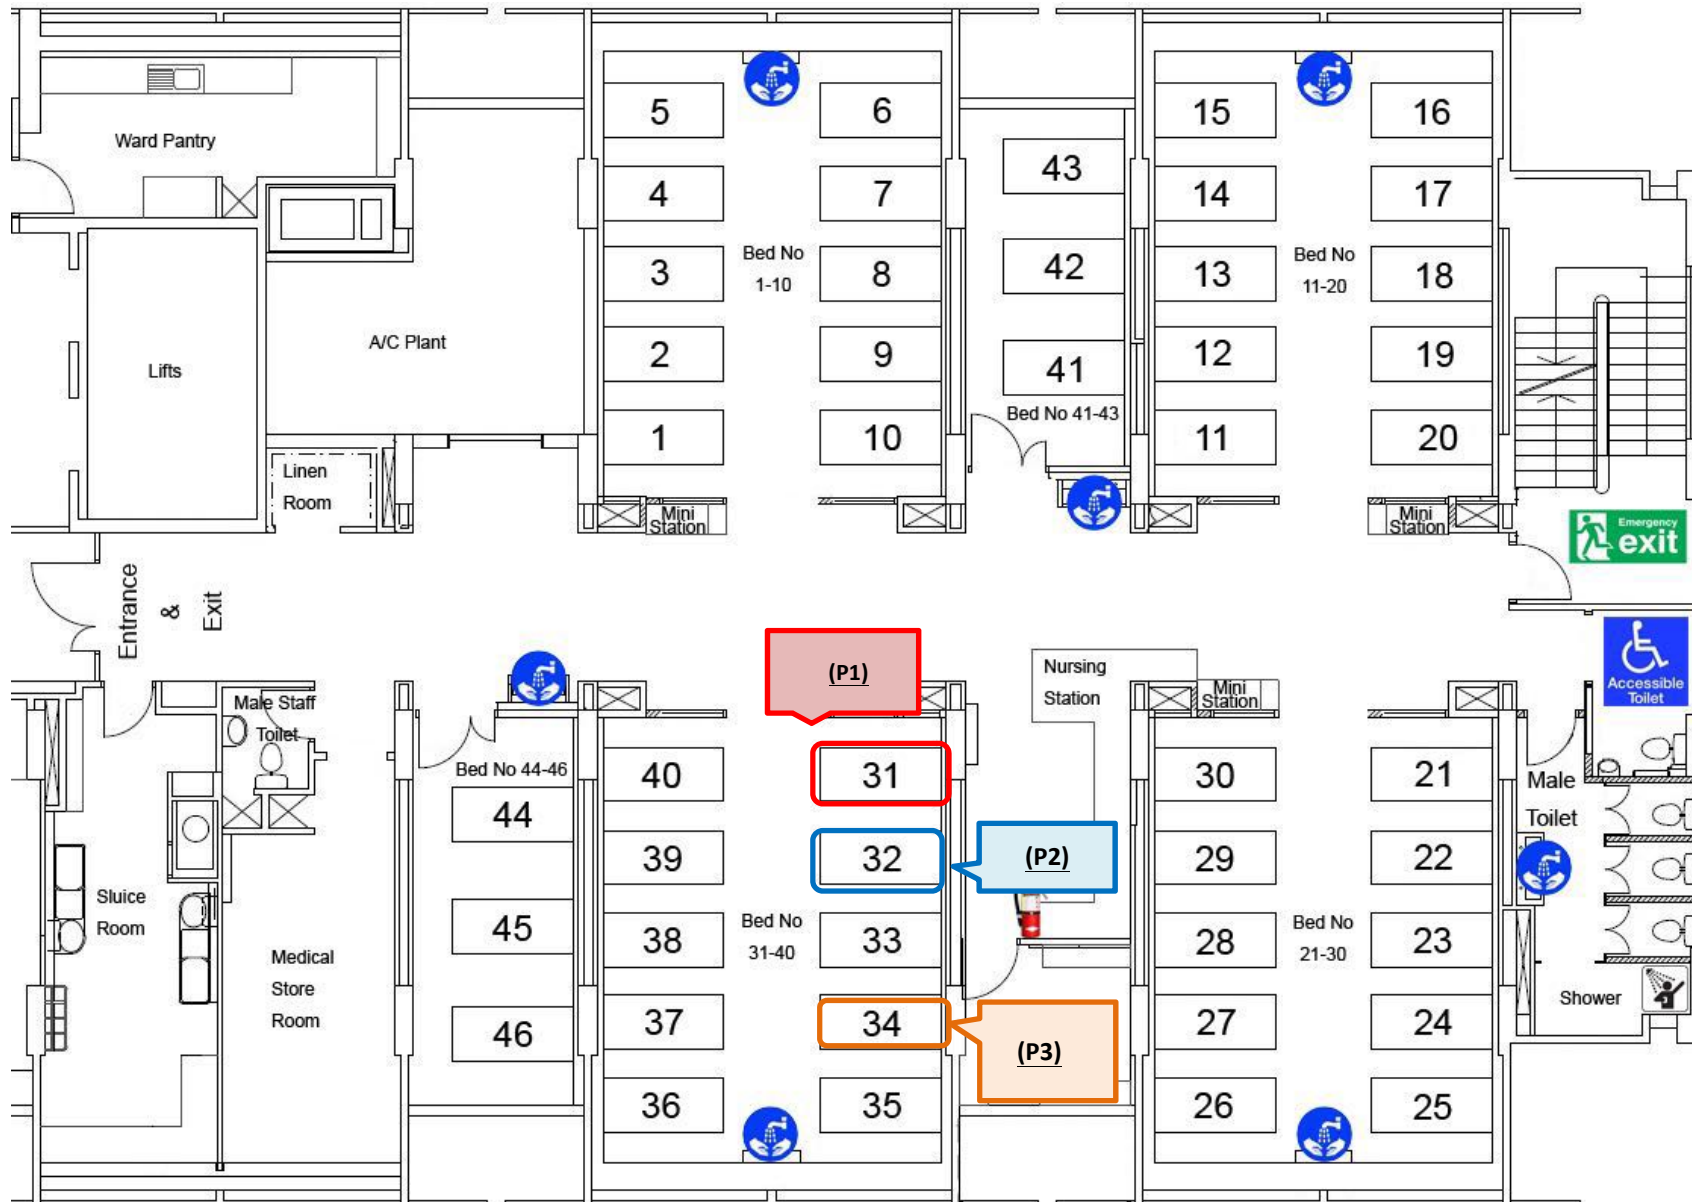 Ward Pantry
Lifts
A/C Plant
Linen
Room
5
4
3
2
1
6
7
8
9
10
Bed No
1-10
Mini
Station
43
42
41
Bed No 41-43
15
14
13
12
11
16
17
18
19
20
Bed No
11-20
Mini
Station
Emergency
exit
Entrance
&
Exit
Accessible
Toilet
Male Staff
Toilet
Sluice
Room
Medical
Store
Room
Bed No 44-46
44
45
46
40
39
38
37
36
(P1)
31
32
33
34
35
Bed No
31-40
(P2)
(P3)
Nursing
Station
Mini
Station
30
29
28
27
26
21
22
23
24
25
Bed No
21-30
Male
Toilet
Shower